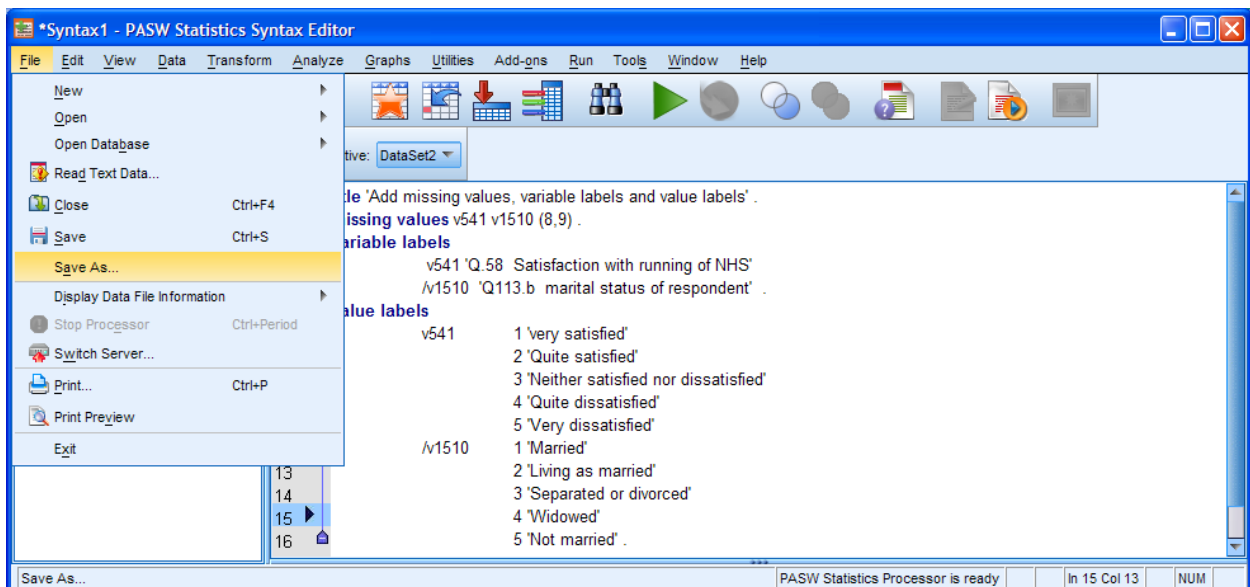 *Syntax1 - PASW Statistics Syntax Editor
File Edit View Data Transform Analyze Graphs Utilities Add-ons Run Tools Window Help
New
Open
Open Database
Read Text Data...
Close Ctrl+F4
Save Ctrl+S
Save As...
Display Data File Information
Stop Processor Ctrl+Period
Switch Server...
Print... Ctrl+P
Print Preview
Exit
tive: DataSet2
le 'Add missing values, variable labels and value labels' .
issing values v541 v1510 (8,9) .
ariable labels
v541 'Q.58 Satisfaction with running of NHS'
/v1510 'Q113.b marital status of respondent' .
alue labels
v541 1 'very satisfied'
2 'Quite satisfied'
3 'Neither satisfied nor dissatisfied'
4 'Quite dissatisfied'
5 'Very dissatisfied'
/v1510 1 'Married'
13 2 'Living as married'
14 3 'Separated or divorced'
15 4 'Widowed'
16 5 'Not married' .
Save As... PASW Statistics Processor is ready In 15 Col 13 NUM